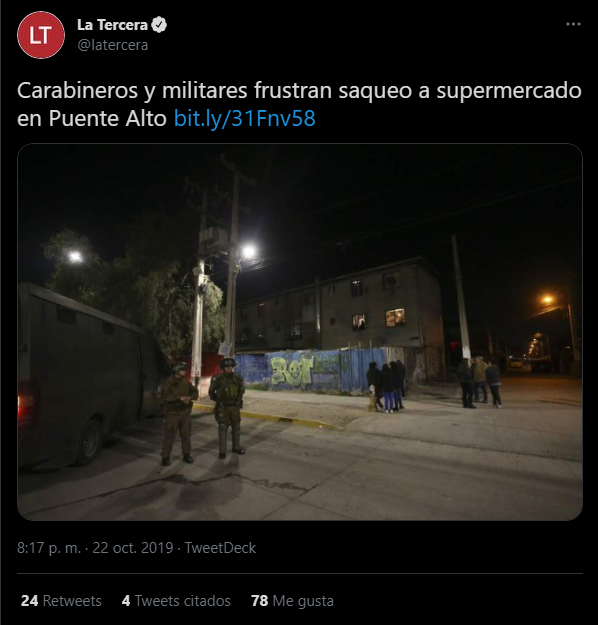 LT
La Tercera
@latercera
Carabineros y militares frustran saqueo a supermercado
en Puente Alto bit.ly/31Fnv58
8:17 p. m. · 22 oct. 2019 · TweetDeck
24 Retweets 4 Tweets citados 78 Me gusta